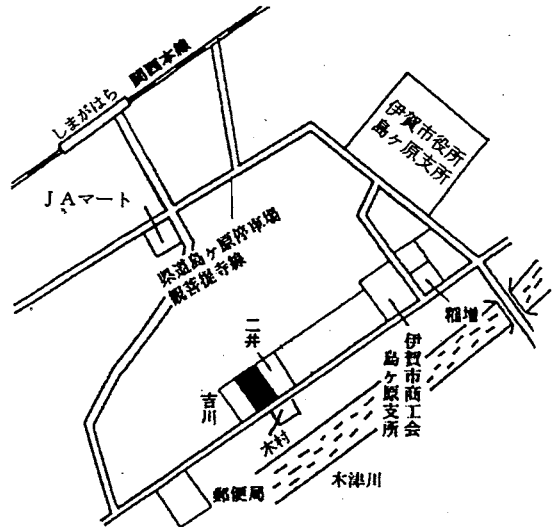 関西本線
しまがはら
伊賀市役所
島ヶ原支所
JAマート
県道島ヶ原停車場
観菩提寺線
二井
稲増
伊賀市商工会
島ヶ原支所
吉川
木村
郵便局
木津川